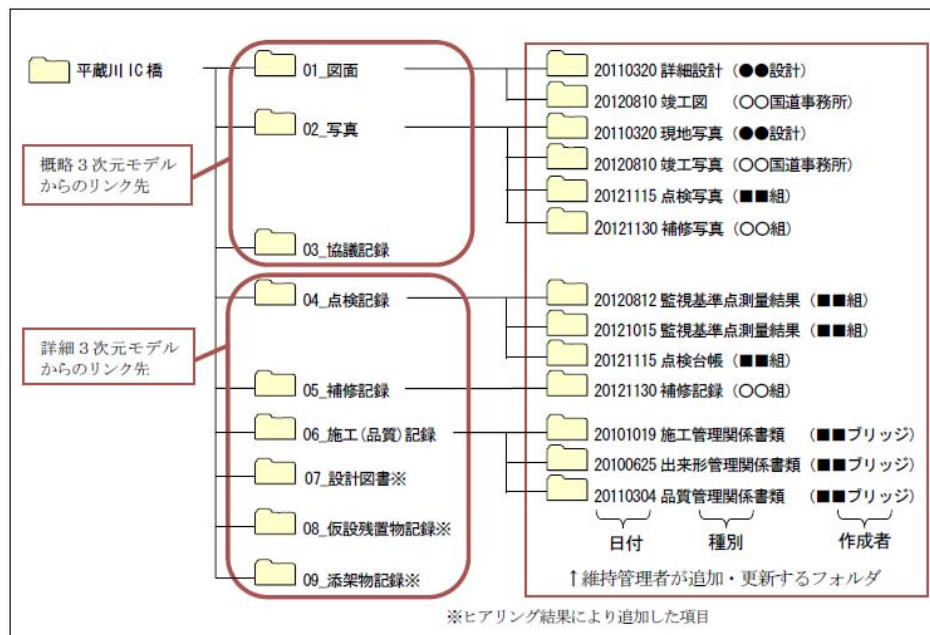 平蔵川IC橋
01_図面
20110320 詳細設計（●●設計）
20120810 竣工図　（○○国道事務所）
02_写真
20110320 現地写真（●●設計）
20120810 竣工写真（○○国道事務所）
20121115 点検写真（■■組）
20121130 補修写真（○○組）
概略3次元モデル
からのリンク先
03_協議記録
04_点検記録
20120812 監視基準点測量結果（■■組）
20121015 監視基準点測量結果（■■組）
20121115 点検台帳（■■組）
詳細3次元モデル
からのリンク先
05_補修記録
20121130 補修記録（○○組）
06_施工(品質)記録
20101019 施工管理関係書類　（■■ブリッジ）
20100625 出来形管理関係書類（■■ブリッジ）
20110304 品質管理関係書類　（■■ブリッジ）
07_設計図書※
08_仮設残置物記録※
09_添架物記録※
日付　種別　作成者
↑維持管理者が追加・更新するフォルダ
※ヒアリング結果により追加した項目